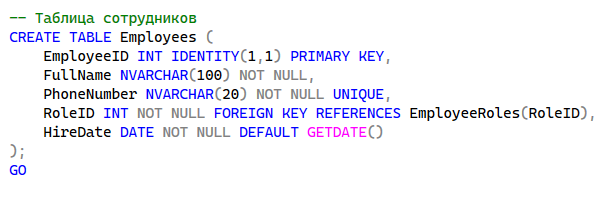 -- Таблица сотрудников
CREATE TABLE Employees (
    EmployeeID INT IDENTITY(1,1) PRIMARY KEY,
    FullName NVARCHAR(100) NOT NULL,
    PhoneNumber NVARCHAR(20) NOT NULL UNIQUE,
    RoleID INT NOT NULL FOREIGN KEY REFERENCES EmployeeRoles(RoleID),
    HireDate DATE NOT NULL DEFAULT GETDATE()
);
GO